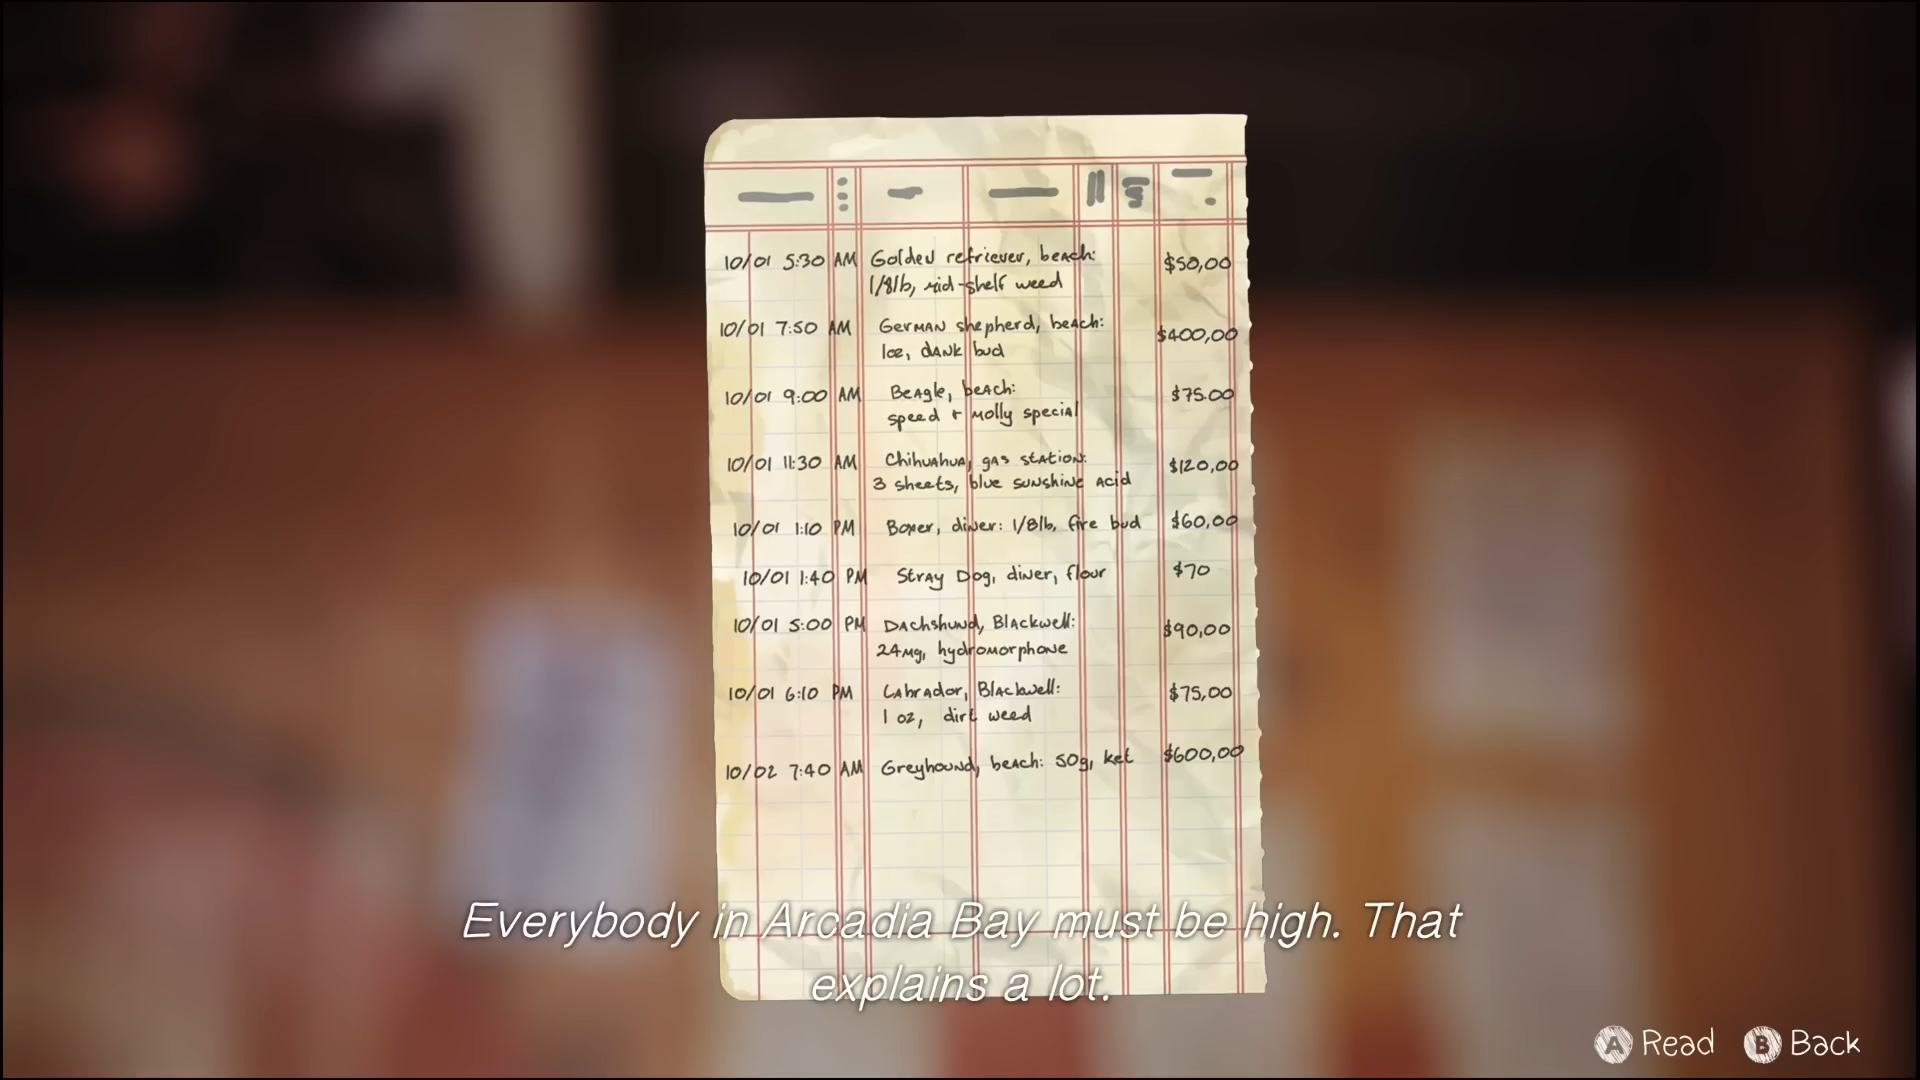 10/01 5:30 AM Golden retriever, beach: $50,00
1/8lb, mid-shelf weed
10/01 7:50 AM German shepherd, beach: $400,00
1oz, dank bud
10/01 9:00 AM Beagle, beach: $75.00
speed + Molly special
10/01 11:30 AM Chihuahua, gas station: $120,00
3 sheets, blue sunshine acid
10/01 1:10 PM Boxer, diner: 1/8lb, fire bud $60,00
10/01 1:40 PM Stray Dog, diner, flour $70
10/01 5:00 PM Dachshund, Blackwell: $90,00
24mg, hydromorphone
10/01 6:10 PM Labrador, Blackwell: $75,00
1 oz, dirt weed
10/02 7:40 AM Greyhound, beach: 50g, ket $600,00
Everybody in Arcadia Bay must be high. That
explains a lot.
A Read B Back